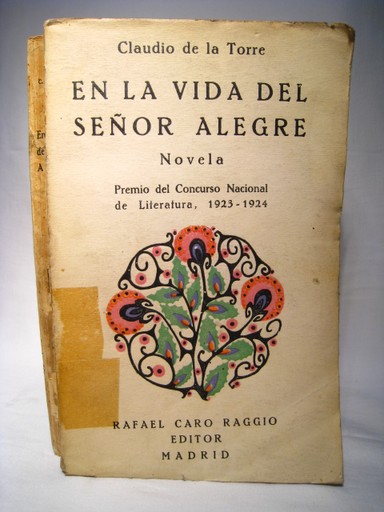 Claudio de la Torre
EN LA VIDA DEL
SEÑOR ALEGRE
Novela
Premio del Concurso Nacional
de Literatura, 1923-1924
RAFAEL CARO RAGGIO
EDITOR
MADRID